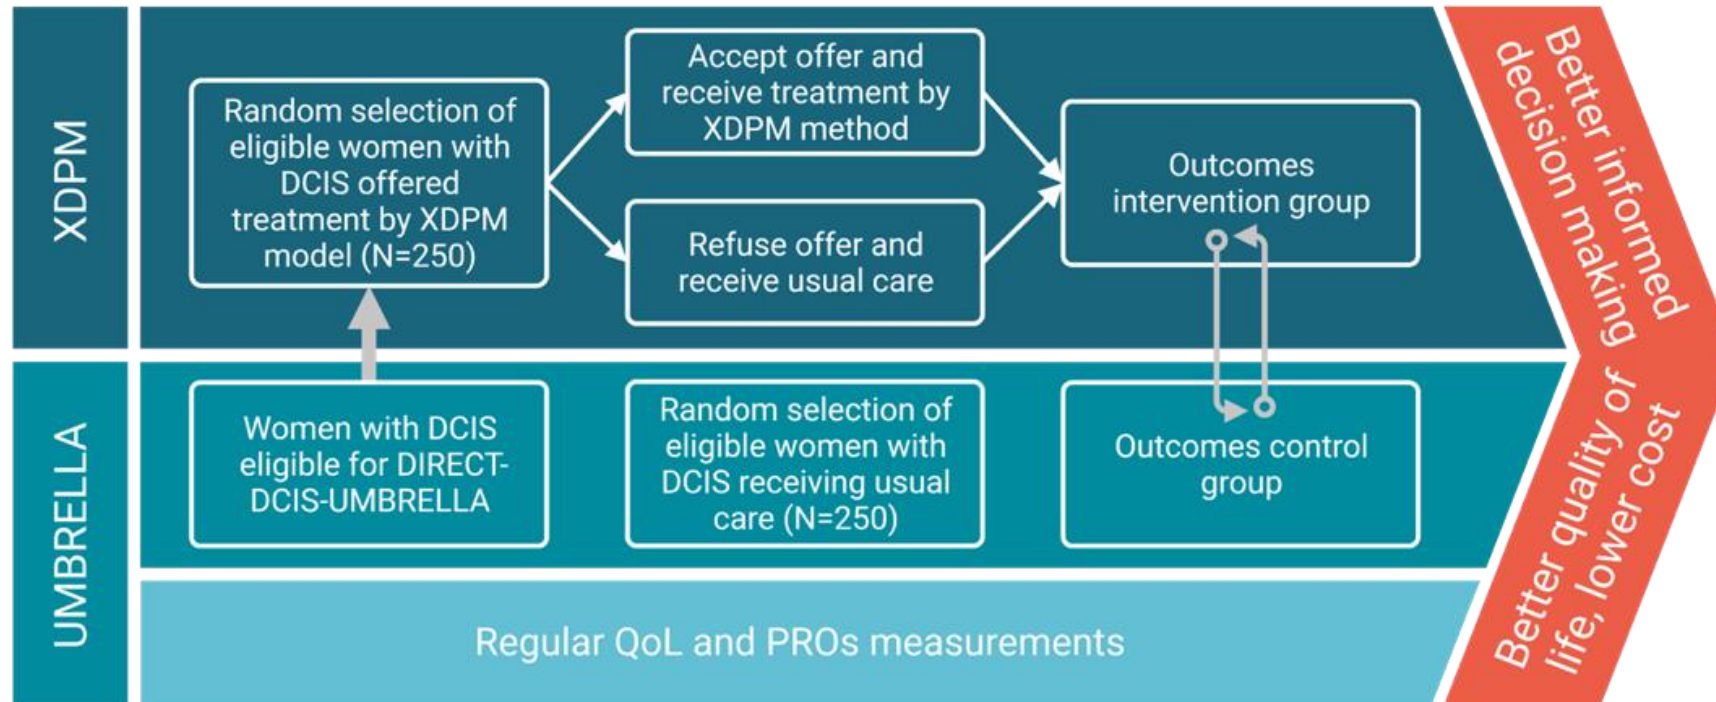 XDPM
Random selection of
eligible women with
DCIS offered
treatment by XDPM
model (N=250)
Accept offer and
receive treatment by
XDPM method
Refuse offer and
receive usual care
Outcomes
intervention group
UMBRELLA
Women with DCIS
eligible for DIRECT-
DCIS-UMBRELLA
Random selection of
eligible women with
DCIS receiving usual
care (N=250)
Outcomes control
group
Regular QoL and PROs measurements
Better informed
decision making
Better quality of
life, lower cost